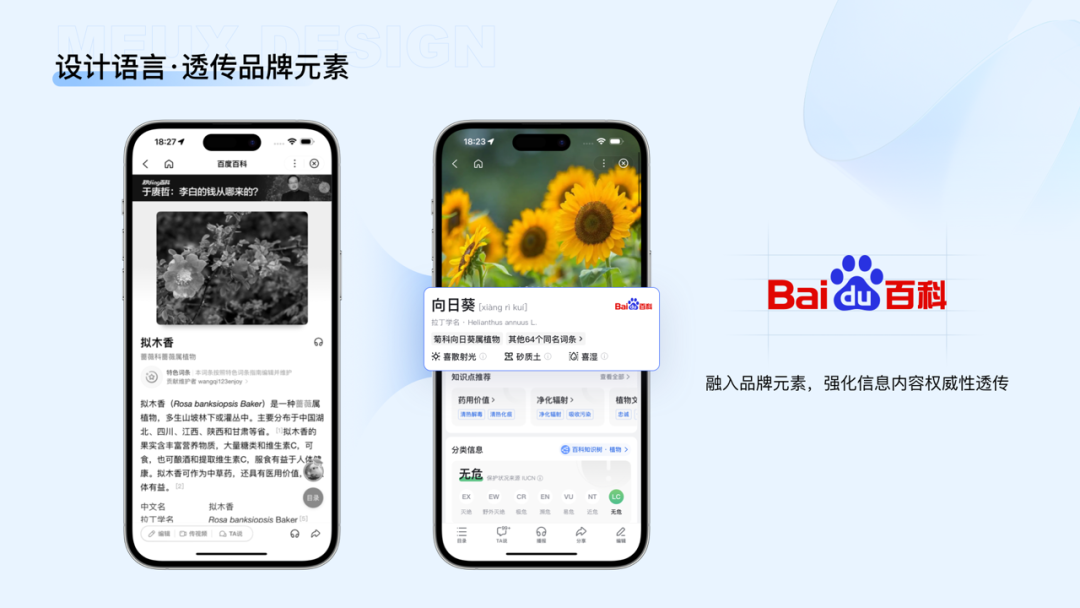 MEUX DESIGN
设计语言·透传品牌元素
18:27
百度百科
于赓哲：李白的钱从哪来的？
拟木香
蔷薇科蔷薇属植物
特色词条·本词条按照特色词条指南编辑并维护
贡献维护者 wangqi123enjoy ›
拟木香（Rosa banksiopsis Baker）是一种蔷薇属
植物，多生山坡林下或灌丛中。主要分布于中国湖
北、四川、江西、陕西和甘肃等省。[1]拟木香的
果实含丰富营养物质，大量糖类和维生素C，可
食，也可酿酒和提取维生素C，服食有益于人体健
康。拟木香可作为中草药，还具有医用价值，
体有益。[2]
目录
中文名 拟木香
拉丁学名 Rosa banksiopsis Baker [5]
编辑 传视频 TA说
18:23
向日葵 [xiàng rì kuí]
Bai du 百科
拉丁学名·Helianthus annuus L.
菊科向日葵属植物 其他64个同名词条 ›
喜散射光 砂质土 喜湿
知识点推荐 查看全部 ›
药用价值 › 净化辐射 › 植物文
清热解毒 清热化痰 净化辐射 吸收污染 忠诚
分类信息 百科知识树·植物 ›
无危 保护状况来源 IUCN
EX EW CR EN VU NT LC
灭绝 野外灭绝 极危 濒危 易危 近危 无危
目录 TA说 播报 分享 编辑
Bai du 百科
融入品牌元素，强化信息内容权威性透传